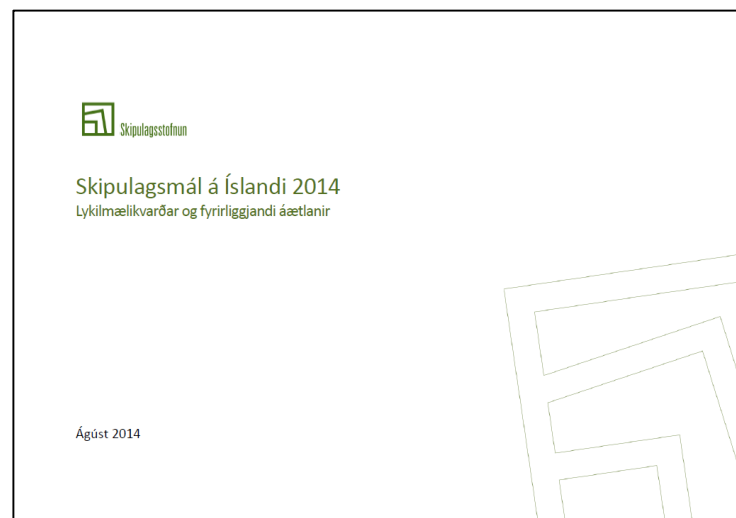 Skipulagsstofnun
Skipulagsmál á Íslandi 2014
Lykilmælikvarðar og fyrirliggjandi áætlanir
Ágúst 2014